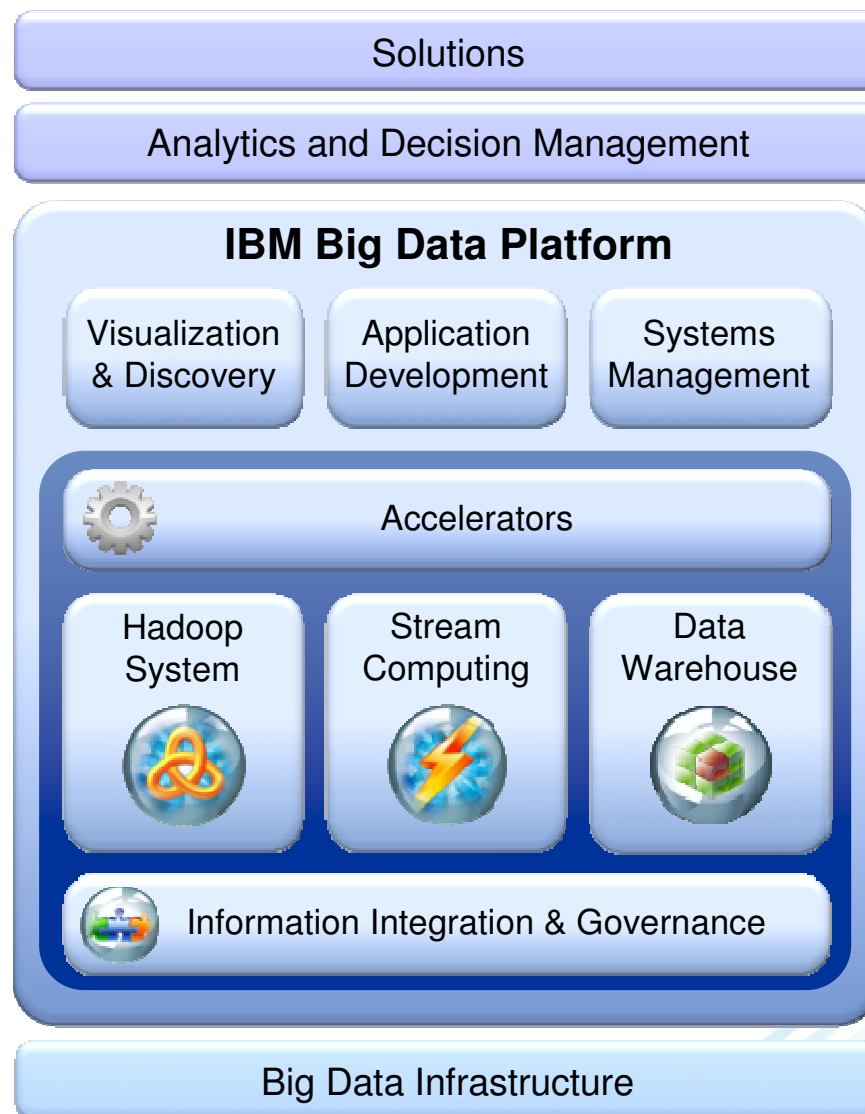 Solutions
Analytics and Decision Management
IBM Big Data Platform
Visualization
& Discovery
Application
Development
Systems
Management
Accelerators
Hadoop
System
Stream
Computing
Data
Warehouse
Information Integration & Governance
Big Data Infrastructure